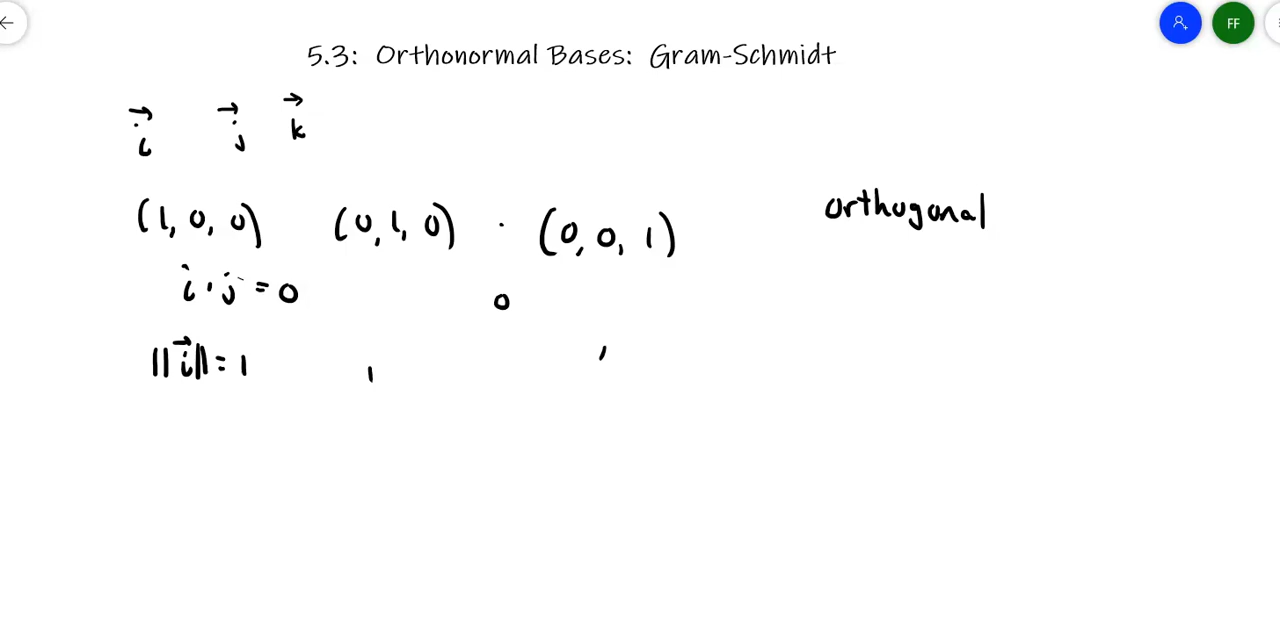 FF
5.3: Orthonormal Bases: Gram-Schmidt
i⃗ j⃗ k⃗
(1, 0, 0) (0, 1, 0) · (0, 0, 1) orthogonal
i · j = 0 0
||i⃗|| = 1 1 1